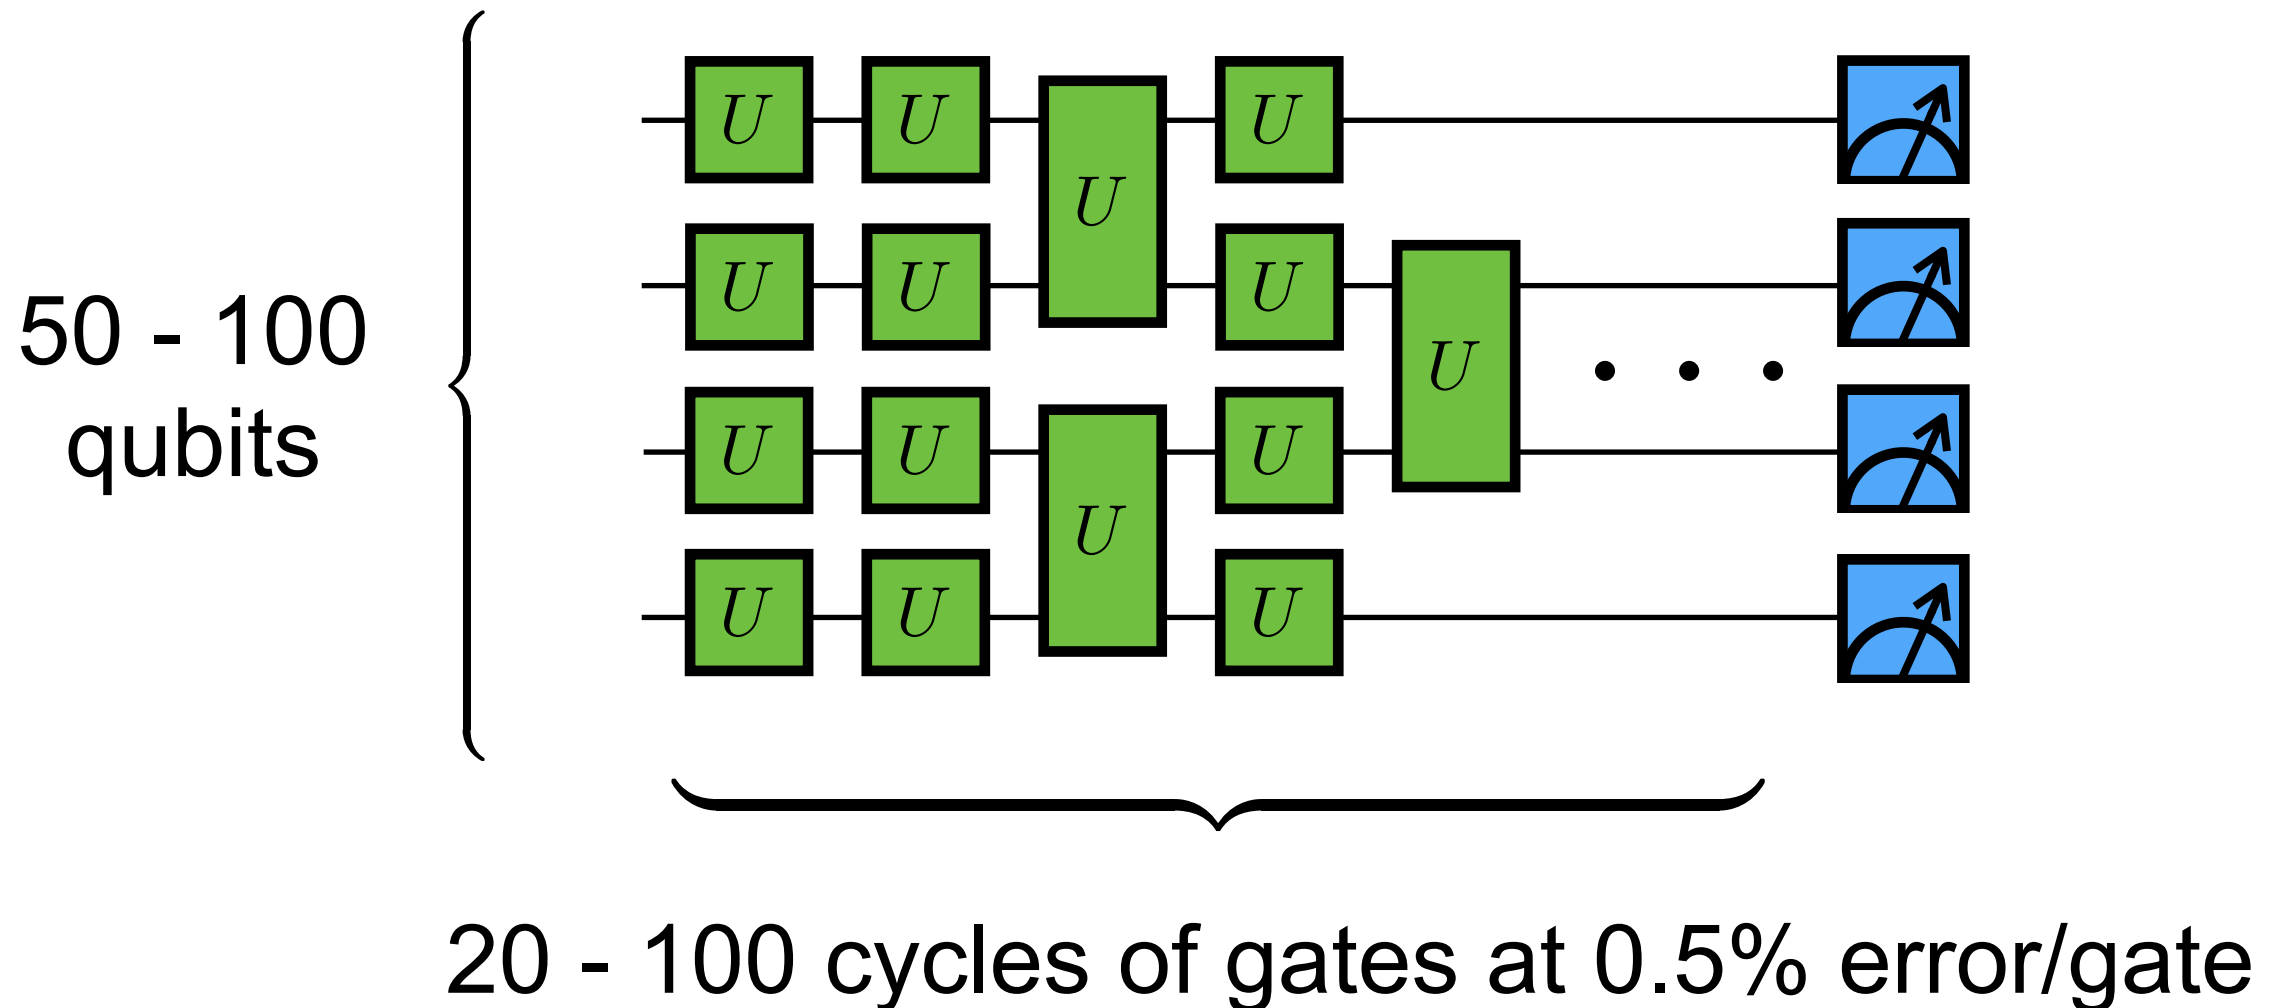 U U U
U
U U U
50 - 100
qubits
U
U U U
U
U U U
20 - 100 cycles of gates at 0.5% error/gate